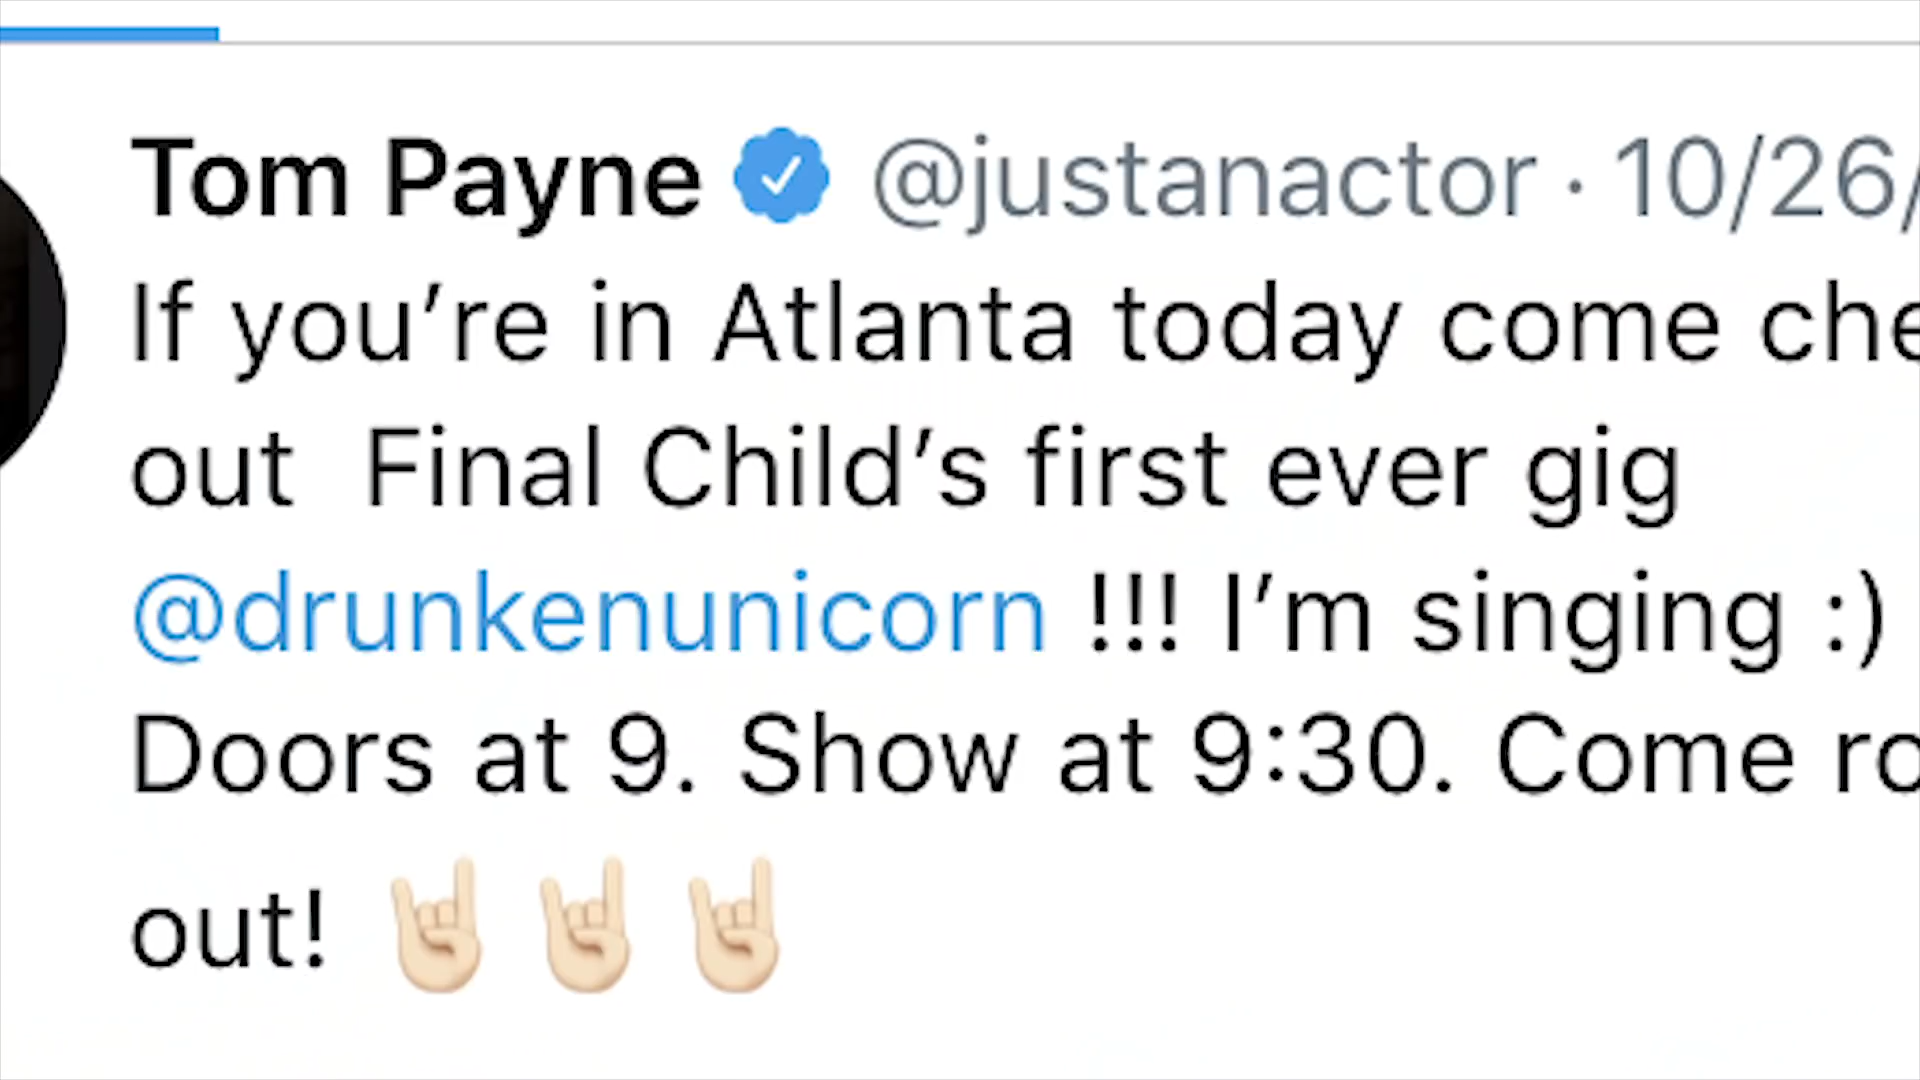 Tom Payne @justanactor · 10/26/
If you’re in Atlanta today come che
out  Final Child’s first ever gig
@drunkenunicorn !!! I’m singing :)
Doors at 9. Show at 9:30. Come ro
out! 🤘🏻 🤘🏻 🤘🏻